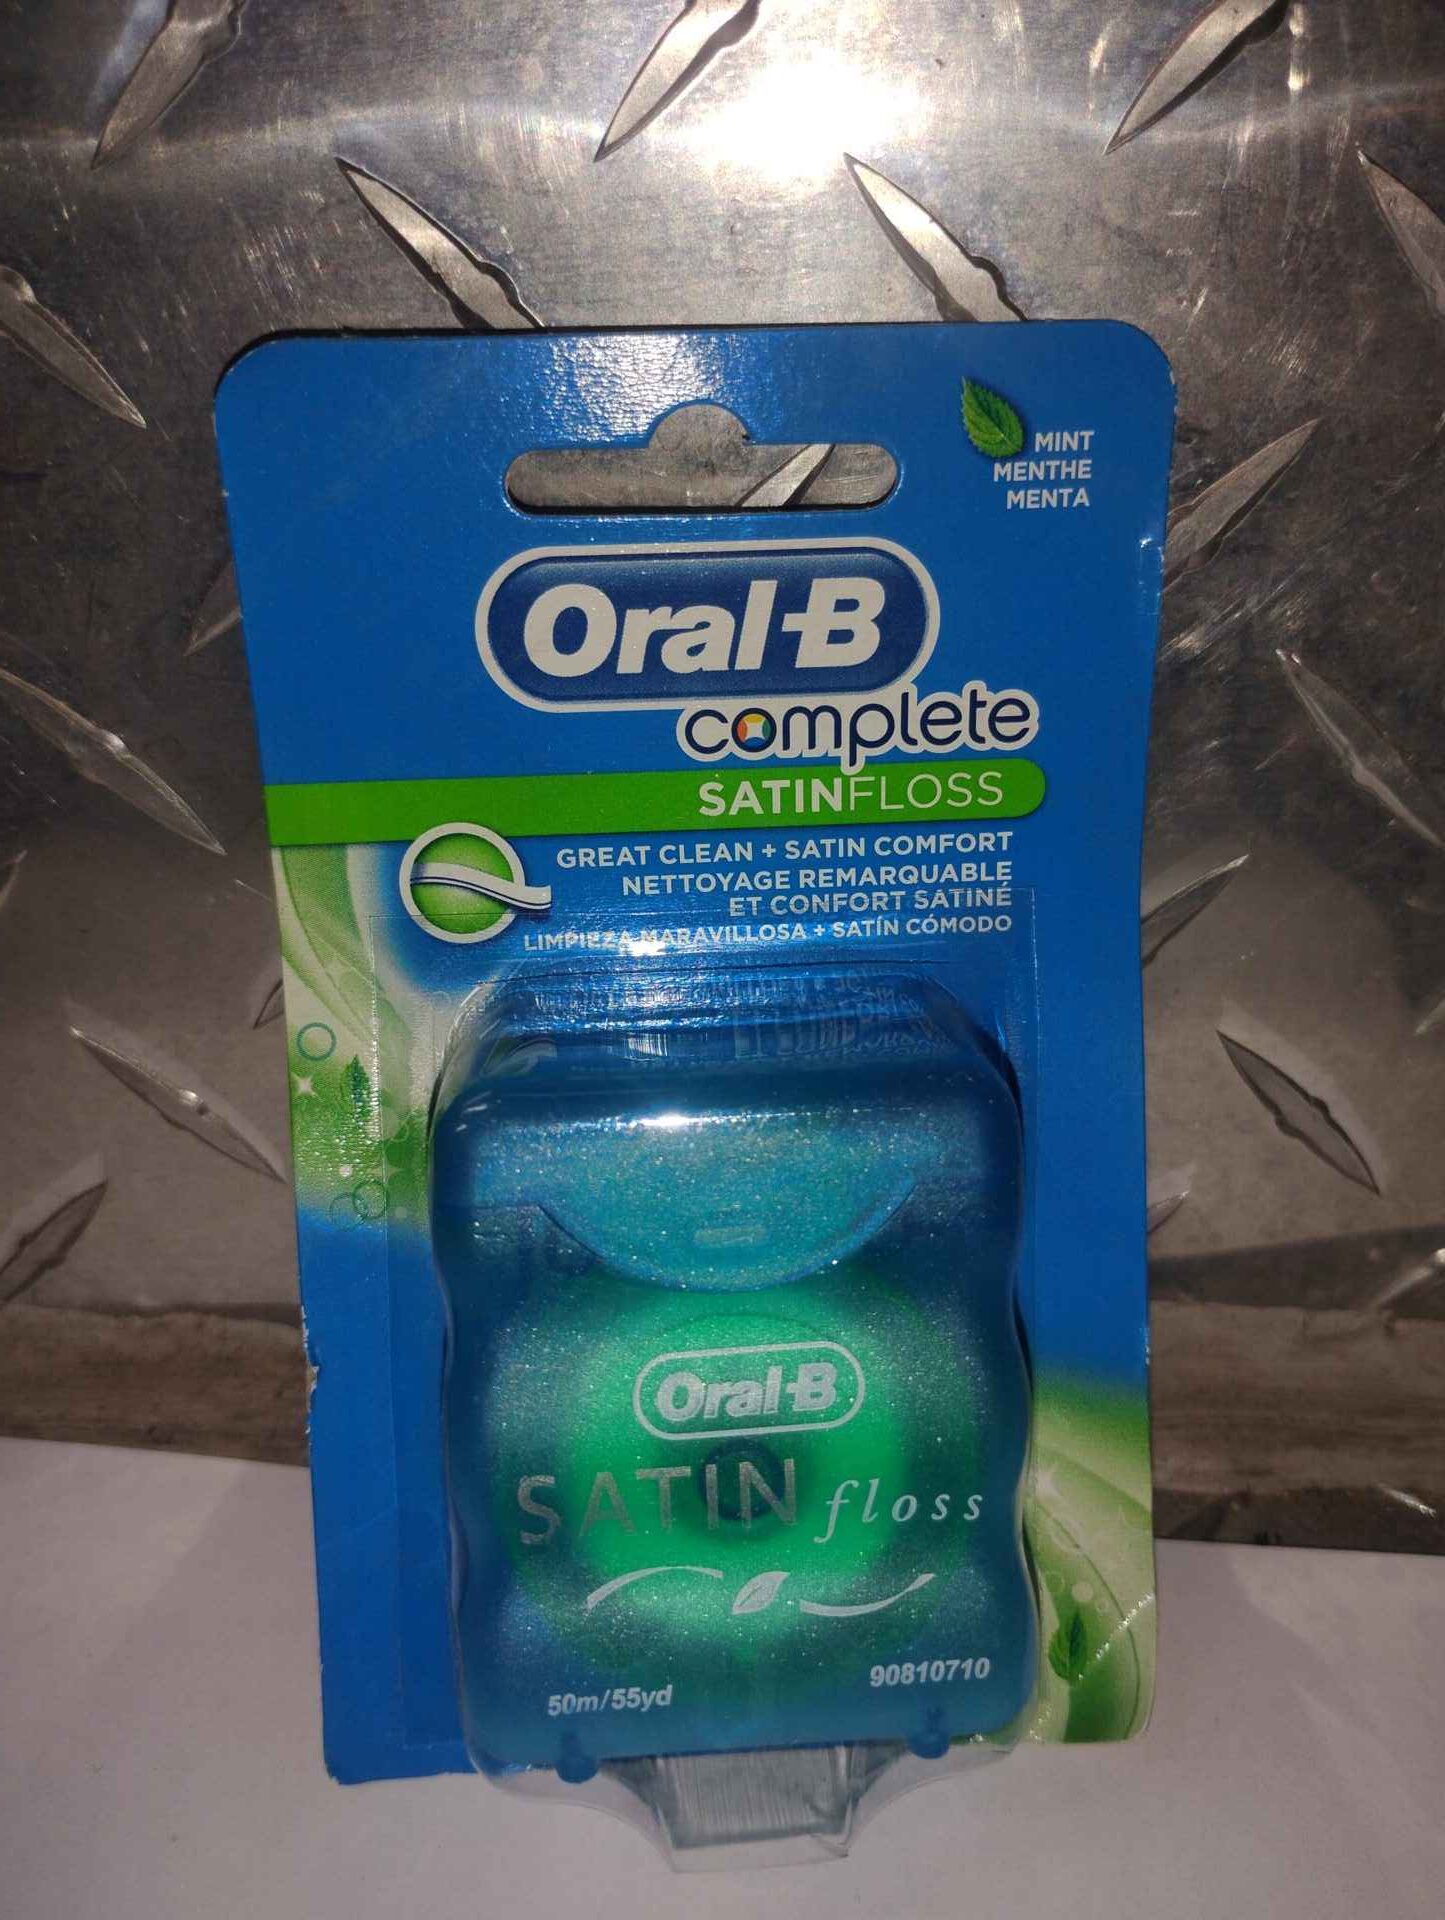 MINT
MENTHE
MENTA
Oral-B
complete
SATINFLOSS
GREAT CLEAN + SATIN COMFORT
NETTOYAGE REMARQUABLE
ET CONFORT SATINÉ
LIMPIEZA MARAVILLOSA + SATÍN CÓMODO
Oral-B
SATIN floss
90810710
50m/55yd